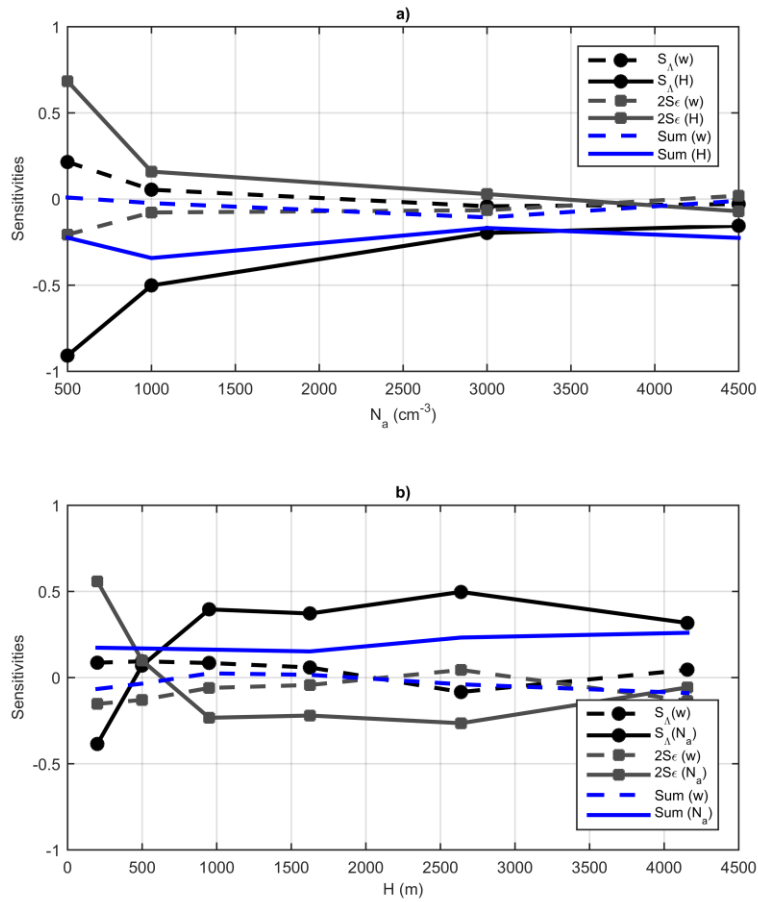 a)
1
0.5
0
-0.5
-1
Sensitivities
S_Λ(w)
S_Λ(H)
2Sϵ (w)
2Sϵ (H)
Sum (w)
Sum (H)
500 1000 1500 2000 2500 3000 3500 4000 4500
N_a (cm^-3)
b)
1
0.5
0
-0.5
-1
Sensitivities
S_Λ(w)
S_Λ(N_a)
2Sϵ (w)
2Sϵ (N_a)
Sum (w)
Sum (N_a)
0 500 1000 1500 2000 2500 3000 3500 4000 4500
H (m)